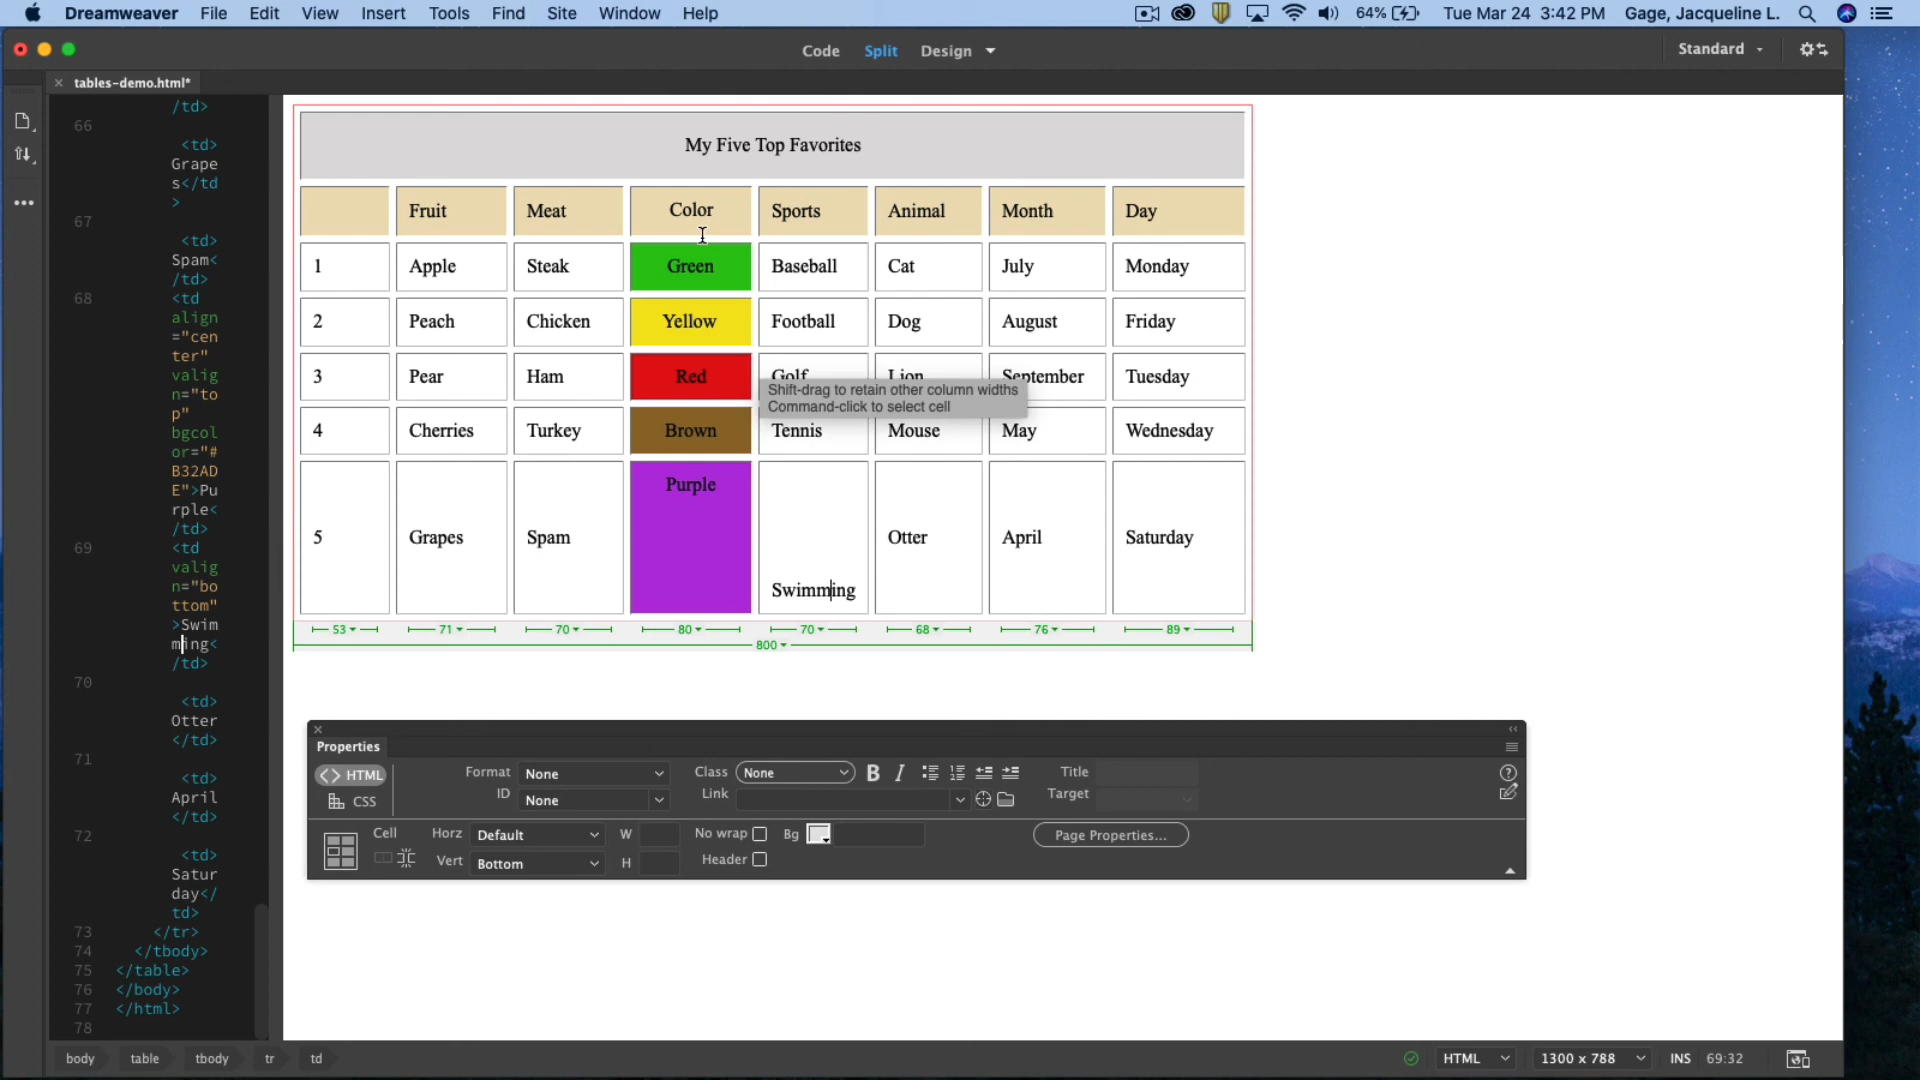 Dreamweaver File Edit View Insert Tools Find Site Window Help 64% Tue Mar 24 3:42 PM Gage, Jacqueline L.
Code Split Design Standard
tables-demo.html*
/td>
66
<td>
Grape
s</td
>
67
<td>
Spam<
/td>
68 <td
align
="cen
ter"
valig
n="to
p"
bgcol
or="#
B32AD
E">Pu
rple<
/td>
69 <td
valig
n="bo
ttom"
>Swim
ming<
/td>
70
<td>
Otter
</td>
71
<td>
April
</td>
72
<td>
Satur
day</
td>
73 </tr>
74 </tbody>
75 </table>
76 </body>
77 </html>
78
My Five Top Favorites
Fruit Meat Color Sports Animal Month Day
1 Apple Steak Green Baseball Cat July Monday
2 Peach Chicken Yellow Football Dog August Friday
3 Pear Ham Red Golf Lion September Tuesday
Shift-drag to retain other column widths
Command-click to select cell
4 Cherries Turkey Brown Tennis Mouse May Wednesday
5 Grapes Spam Purple Swimming Otter April Saturday
53 71 70 80 70 68 76 89
800
Properties
<> HTML Format None Class None B I Title
CSS ID None Link Target
Cell Horz Default W No wrap Bg Page Properties...
Vert Bottom H Header
body table tbody tr td HTML 1300 x 788 INS 69:32